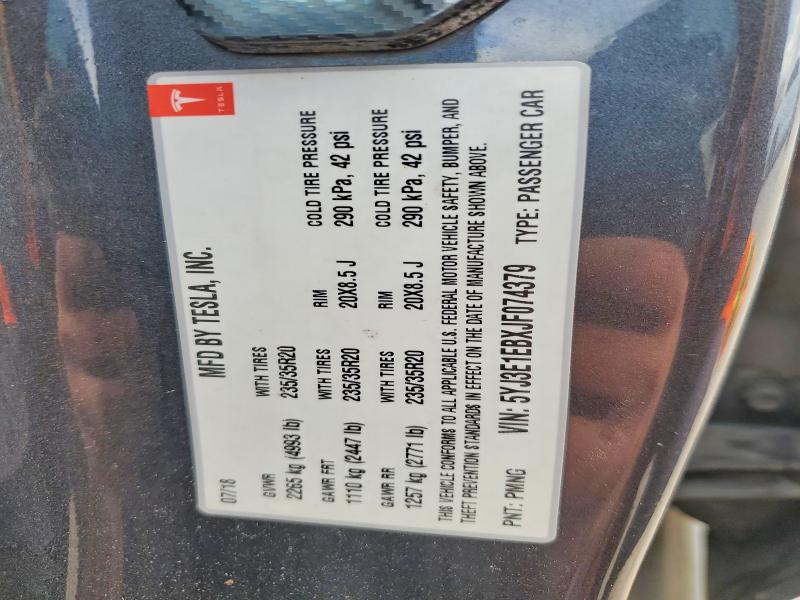 TESLA
MFD BY TESLA, INC.
07/18
GVWR WITH TIRES
2265 kg (4993 lb) 235/35R20
GAWR FRT WITH TIRES RIM COLD TIRE PRESSURE
1110 kg (2447 lb) 235/35R20 20X8.5 J 290 kPa, 42 psi
GAWR RR WITH TIRES RIM COLD TIRE PRESSURE
1257 kg (2771 lb) 235/35R20 20X8.5 J 290 kPa, 42 psi
THIS VEHICLE CONFORMS TO ALL APPLICABLE U.S. FEDERAL MOTOR VEHICLE SAFETY, BUMPER, AND
THEFT PREVENTION STANDARDS IN EFFECT ON THE DATE OF MANUFACTURE SHOWN ABOVE.
PNT: PMNG VIN: 5YJ3E1EBXJF074379 TYPE: PASSENGER CAR